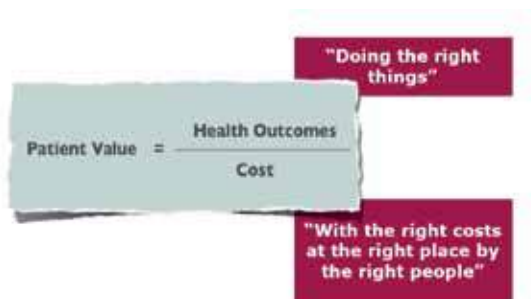 "Doing the right
things"
Patient Value = Health Outcomes
Cost
"With the right costs
at the right place by
the right people"